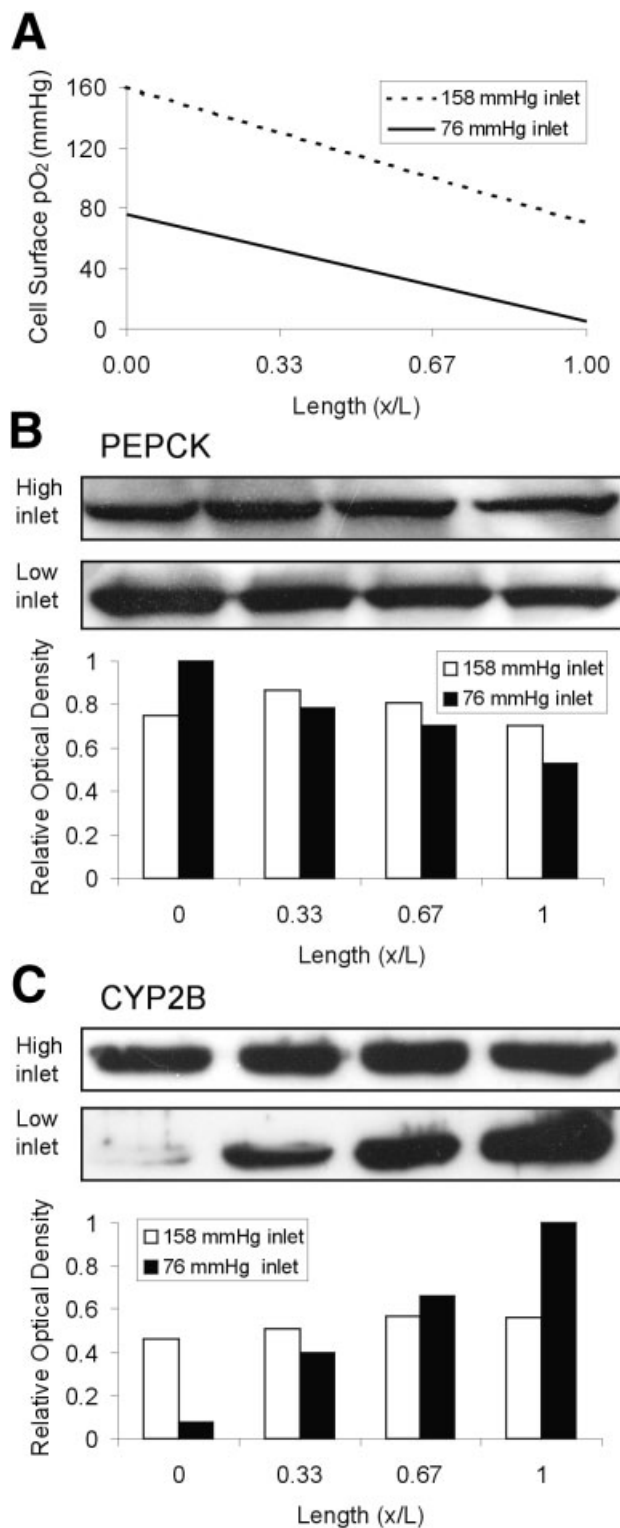 A
Cell Surface pO₂ (mmHg)
160
120
80
40
0
158 mmHg inlet
76 mmHg inlet
0.00 0.33 0.67 1.00
Length (x/L)
B
PEPCK
High inlet
Low inlet
Relative Optical Density
1
0.8
0.6
0.4
0.2
0
158 mmHg inlet
76 mmHg inlet
0 0.33 0.67 1
Length (x/L)
C
CYP2B
High inlet
Low inlet
Relative Optical Density
1
0.8
0.6
0.4
0.2
0
158 mmHg inlet
76 mmHg inlet
0 0.33 0.67 1
Length (x/L)